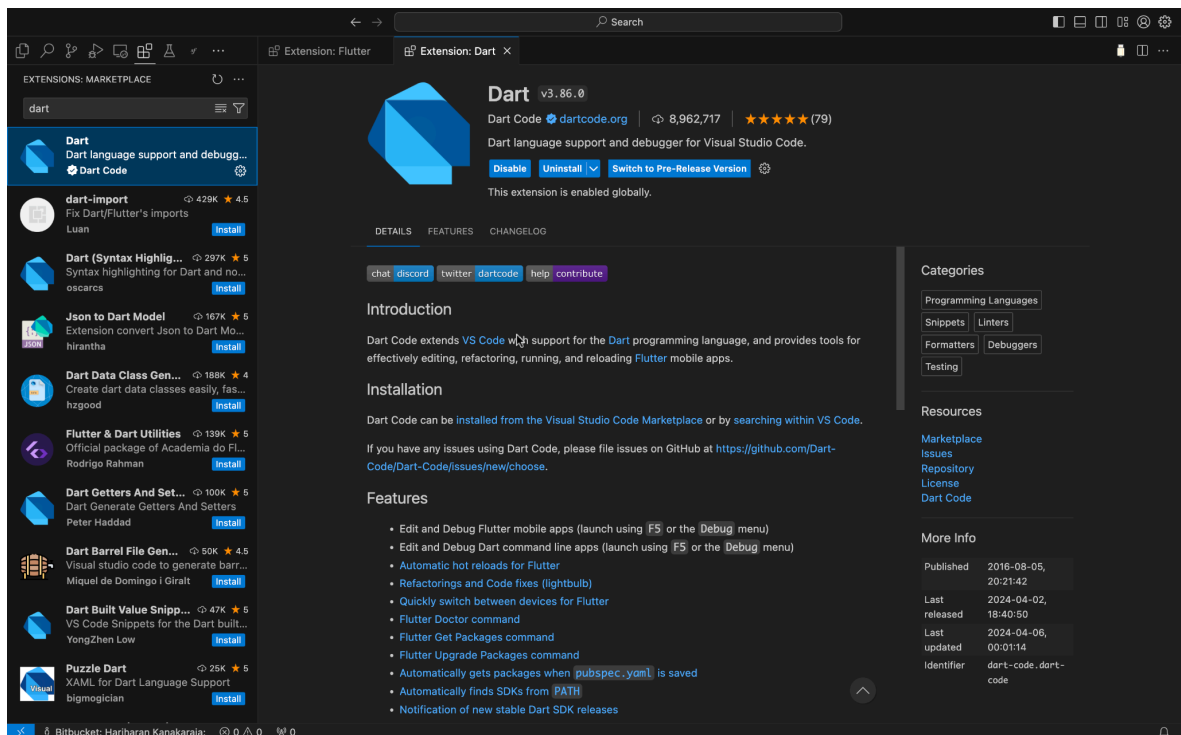 Search
Extension: Flutter
Extension: Dart
EXTENSIONS: MARKETPLACE
dart
Dart
Dart language support and debugg...
Dart Code
dart-import 429K 4.5
Fix Dart/Flutter's imports
Luan Install
Dart (Syntax Highlig... 297K 5
Syntax highlighting for Dart and no...
oscarcs Install
Json to Dart Model 167K 5
Extension convert Json to Dart Mo...
hirantha Install
JSON
Dart Data Class Gen... 188K 4
Create dart data classes easily, fas...
hzgood Install
Flutter & Dart Utilities 139K 5
Official package of Academia do Fl...
Rodrigo Rahman Install
Dart Getters And Set... 100K 5
Dart Generate Getters And Setters
Peter Haddad Install
Dart Barrel File Gen... 50K 4.5
Visual studio code to generate barr...
Miquel de Domingo i Giralt Install
Dart Built Value Snipp... 47K 5
VS Code Snippets for the Dart built...
YongZhen Low Install
Puzzle Dart 25K 5
XAML for Dart Language Support
bigmogician Install
Visual
Dart v3.86.0
Dart Code dartcode.org 8,962,717 (79)
Dart language support and debugger for Visual Studio Code.
Disable Uninstall Switch to Pre-Release Version
This extension is enabled globally.
DETAILS FEATURES CHANGELOG
chat discord twitter dartcode help contribute
Introduction
Dart Code extends VS Code with support for the Dart programming language, and provides tools for
effectively editing, refactoring, running, and reloading Flutter mobile apps.
Installation
Dart Code can be installed from the Visual Studio Code Marketplace or by searching within VS Code.
If you have any issues using Dart Code, please file issues on GitHub at https://github.com/Dart-
Code/Dart-Code/issues/new/choose.
Features
• Edit and Debug Flutter mobile apps (launch using F5 or the Debug menu)
• Edit and Debug Dart command line apps (launch using F5 or the Debug menu)
• Automatic hot reloads for Flutter
• Refactorings and Code fixes (lightbulb)
• Quickly switch between devices for Flutter
• Flutter Doctor command
• Flutter Get Packages command
• Flutter Upgrade Packages command
• Automatically gets packages when pubspec.yaml is saved
• Automatically finds SDKs from PATH
• Notification of new stable Dart SDK releases
Categories
Programming Languages
Snippets Linters
Formatters Debuggers
Testing
Resources
Marketplace
Issues
Repository
License
Dart Code
More Info
Published 2016-08-05,
20:21:42
Last 2024-04-02,
released 18:40:50
Last 2024-04-06,
updated 00:01:14
Identifier dart-code.dart-
code
Bitbucket: Hariharan Kanakaraja: 0 0 0